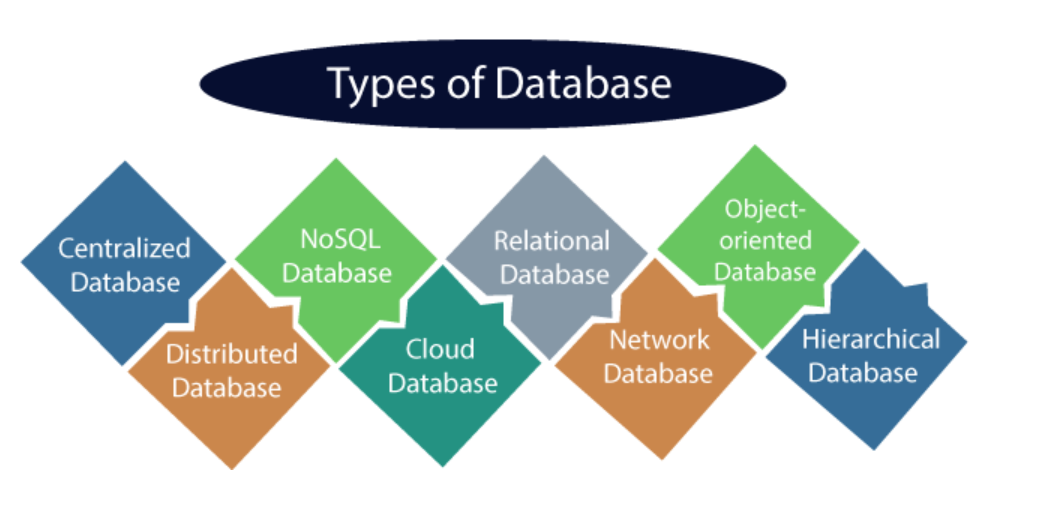 Types of Database
Centralized
Database
Distributed
Database
NoSQL
Database
Cloud
Database
Relational
Database
Network
Database
Object-
oriented
Database
Hierarchical
Database